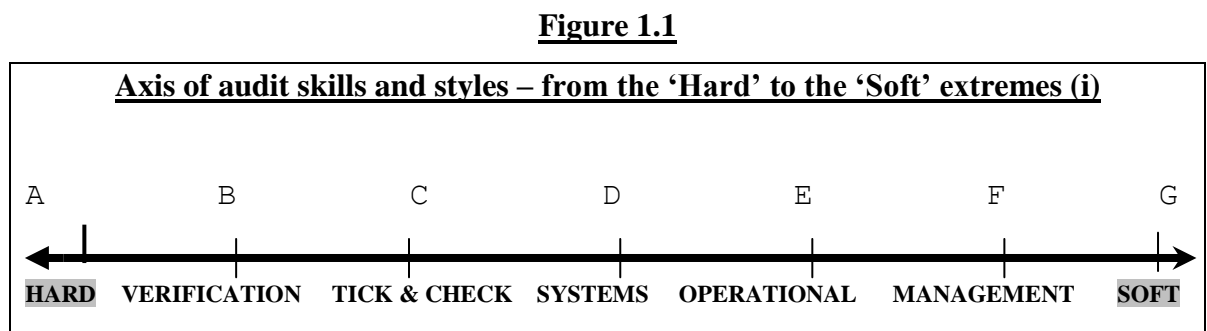 Figure 1.1
Axis of audit skills and styles – from the ‘Hard’ to the ‘Soft’ extremes (i)
A B C D E F G
HARD VERIFICATION TICK & CHECK SYSTEMS OPERATIONAL MANAGEMENT SOFT